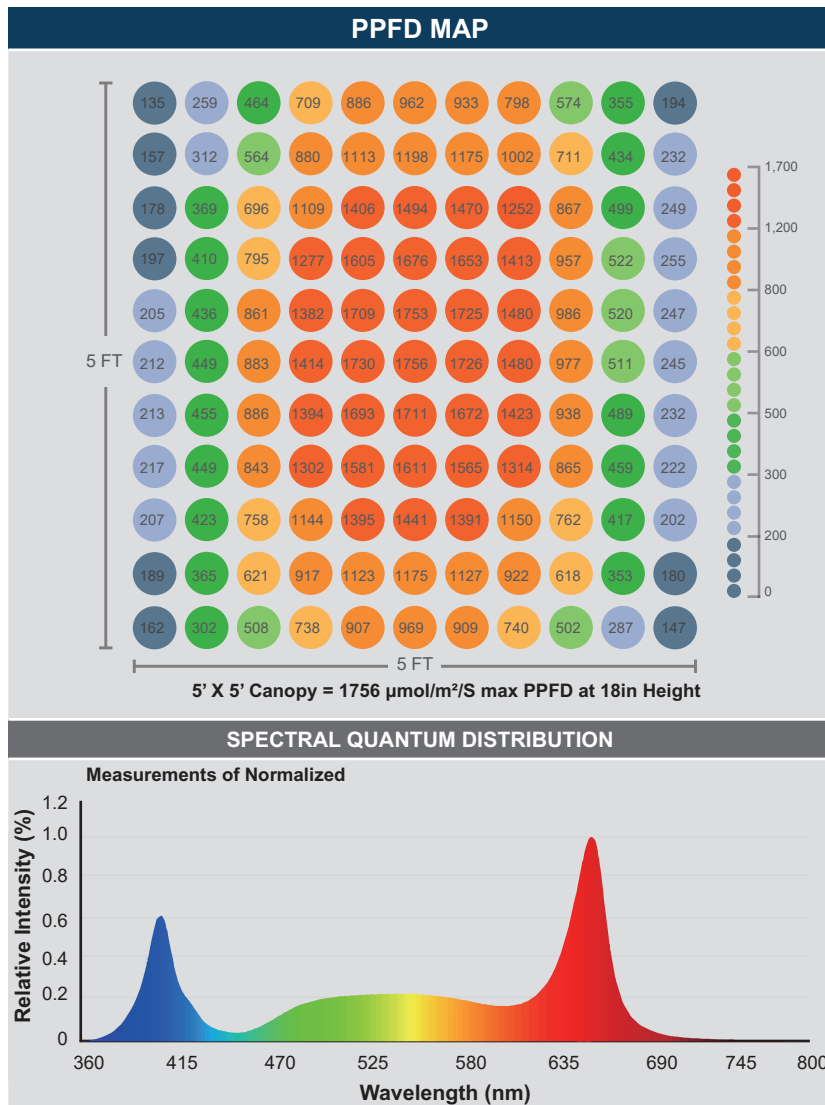 PPFD MAP
135 259 464 709 886 962 933 798 574 355 194
157 312 564 880 1113 1198 1175 1002 711 434 232
1,700
178 369 696 1109 1406 1494 1470 1252 867 499 249
1,200
197 410 795 1277 1605 1676 1653 1413 957 522 255
800
205 436 861 1382 1709 1753 1725 1480 986 520 247
600
5 FT
212 449 883 1414 1730 1756 1726 1480 977 511 245
500
213 455 886 1394 1693 1711 1672 1423 938 489 232
300
217 449 843 1302 1581 1611 1565 1314 865 459 222
200
207 423 758 1144 1395 1441 1391 1150 762 417 202
0
189 365 621 917 1123 1175 1127 922 618 353 180
162 302 508 738 907 969 909 740 502 287 147
5 FT
5' X 5' Canopy = 1756 μmol/m²/S max PPFD at 18in Height
SPECTRAL QUANTUM DISTRIBUTION
Measurements of Normalized
Relative Intensity (%)
1.2
1.0
0.8
0.6
0.4
0.2
0
360 415 470 525 580 635 690 745 800
Wavelength (nm)